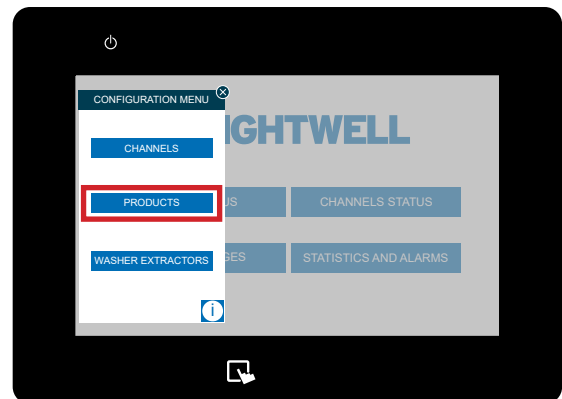 CONFIGURATION MENU
IGHTWELL
CHANNELS
PRODUCTS
US
CHANNELS STATUS
WASHER EXTRACTORS
GES
STATISTICS AND ALARMS
i